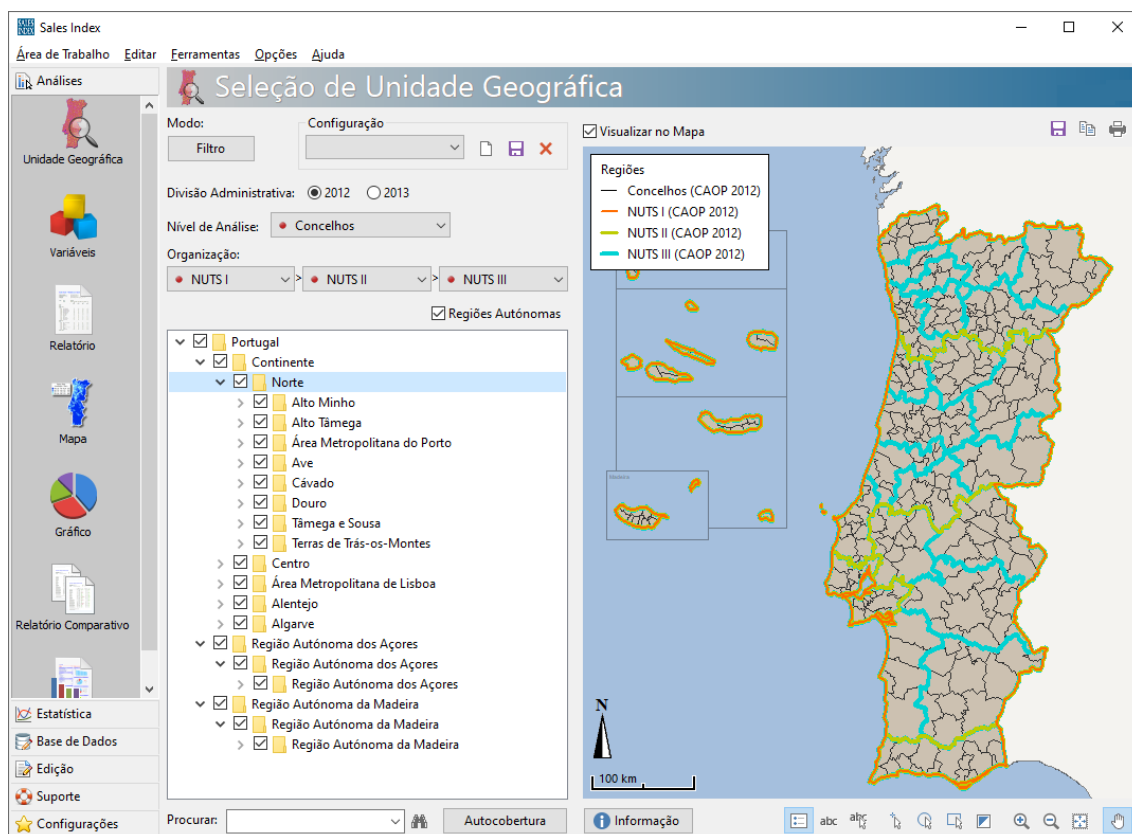 Sales Index
Área de Trabalho Editar Ferramentas Opções Ajuda
Análises
Unidade Geográfica
Variáveis
Relatório
Mapa
Gráfico
Relatório Comparativo
Estatística
Base de Dados
Edição
Suporte
Configurações
Seleção de Unidade Geográfica
Modo:
Filtro
Configuração
Divisão Administrativa: 2012 2013
Nível de Análise: Concelhos
Organização:
NUTS I > NUTS II > NUTS III
Regiões Autónomas
Portugal
Continente
Norte
Alto Minho
Alto Tâmega
Área Metropolitana do Porto
Ave
Cávado
Douro
Tâmega e Sousa
Terras de Trás-os-Montes
Centro
Área Metropolitana de Lisboa
Alentejo
Algarve
Região Autónoma dos Açores
Região Autónoma dos Açores
Região Autónoma dos Açores
Região Autónoma da Madeira
Região Autónoma da Madeira
Região Autónoma da Madeira
Procurar:
Autocobertura
Visualizar no Mapa
Regiões
Concelhos (CAOP 2012)
NUTS I (CAOP 2012)
NUTS II (CAOP 2012)
NUTS III (CAOP 2012)
Madeira
N
100 km
Informação
abc abc